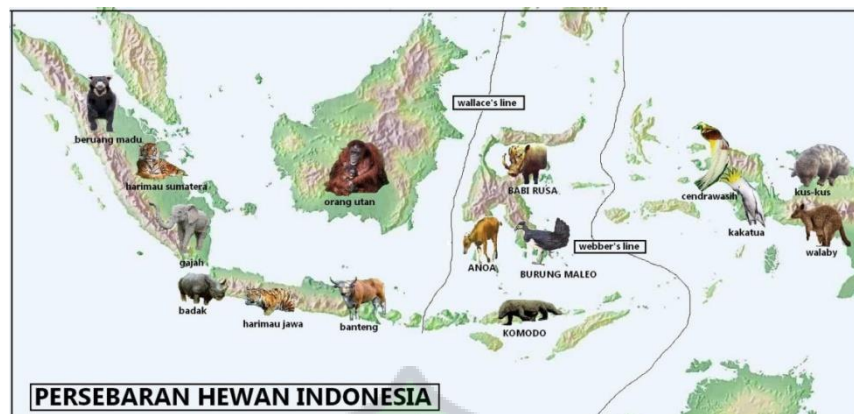 wallace's line
beruang madu
harimau sumatera
orang utan
BABI RUSA
cendrawasih
kus-kus
kakatua
webber's line
gajah
ANOA
BURUNG MALEO
walaby
badak
harimau jawa
banteng
KOMODO
PERSEBARAN HEWAN INDONESIA